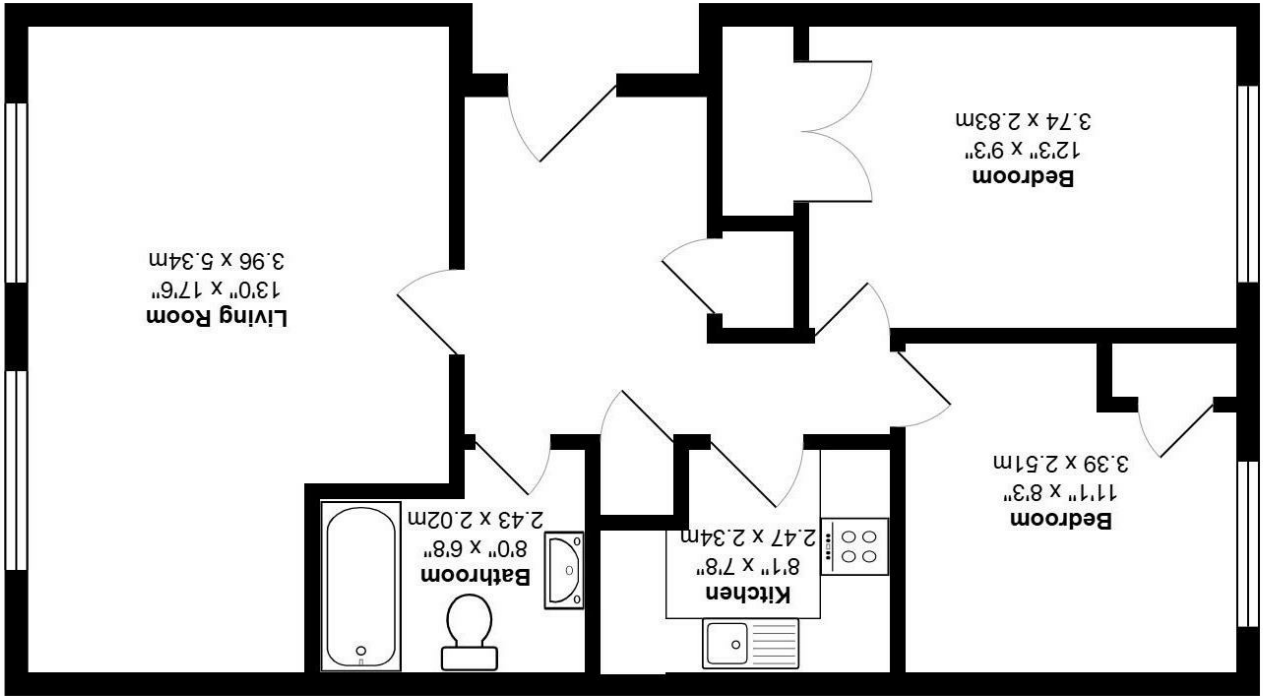 Bedroom
11'1" x 8'3"
3.39 x 2.51m
Kitchen
8'1" x 7'8"
2.47 x 2.34m
Bathroom
8'0" x 6'8"
2.43 x 2.02m
Bedroom
12'3" x 9'3"
3.74 x 2.83m
Living Room
13'0" x 17'6"
3.96 x 5.34m